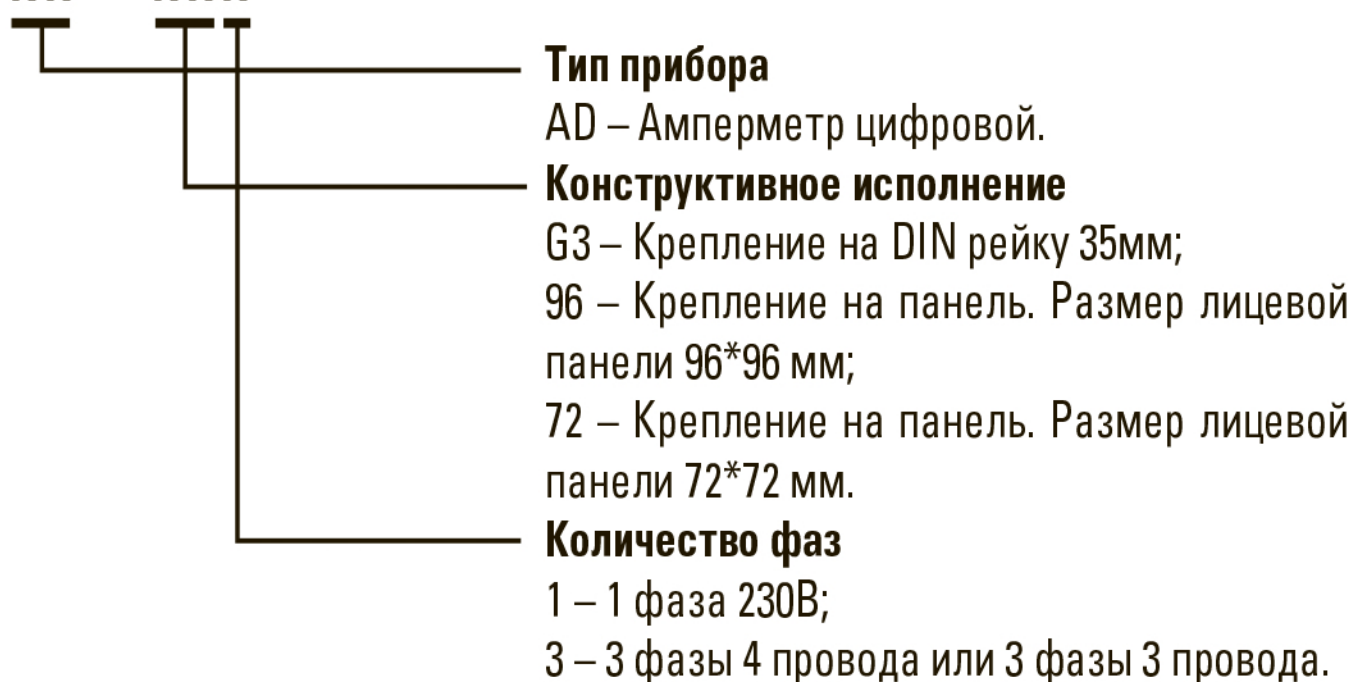 Тип прибора
AD – Амперметр цифровой.
Конструктивное исполнение
G3 – Крепление на DIN рейку 35мм;
96 – Крепление на панель. Размер лицевой
панели 96*96 мм;
72 – Крепление на панель. Размер лицевой
панели 72*72 мм.
Количество фаз
1 – 1 фаза 230В;
3 – 3 фазы 4 провода или 3 фазы 3 провода.